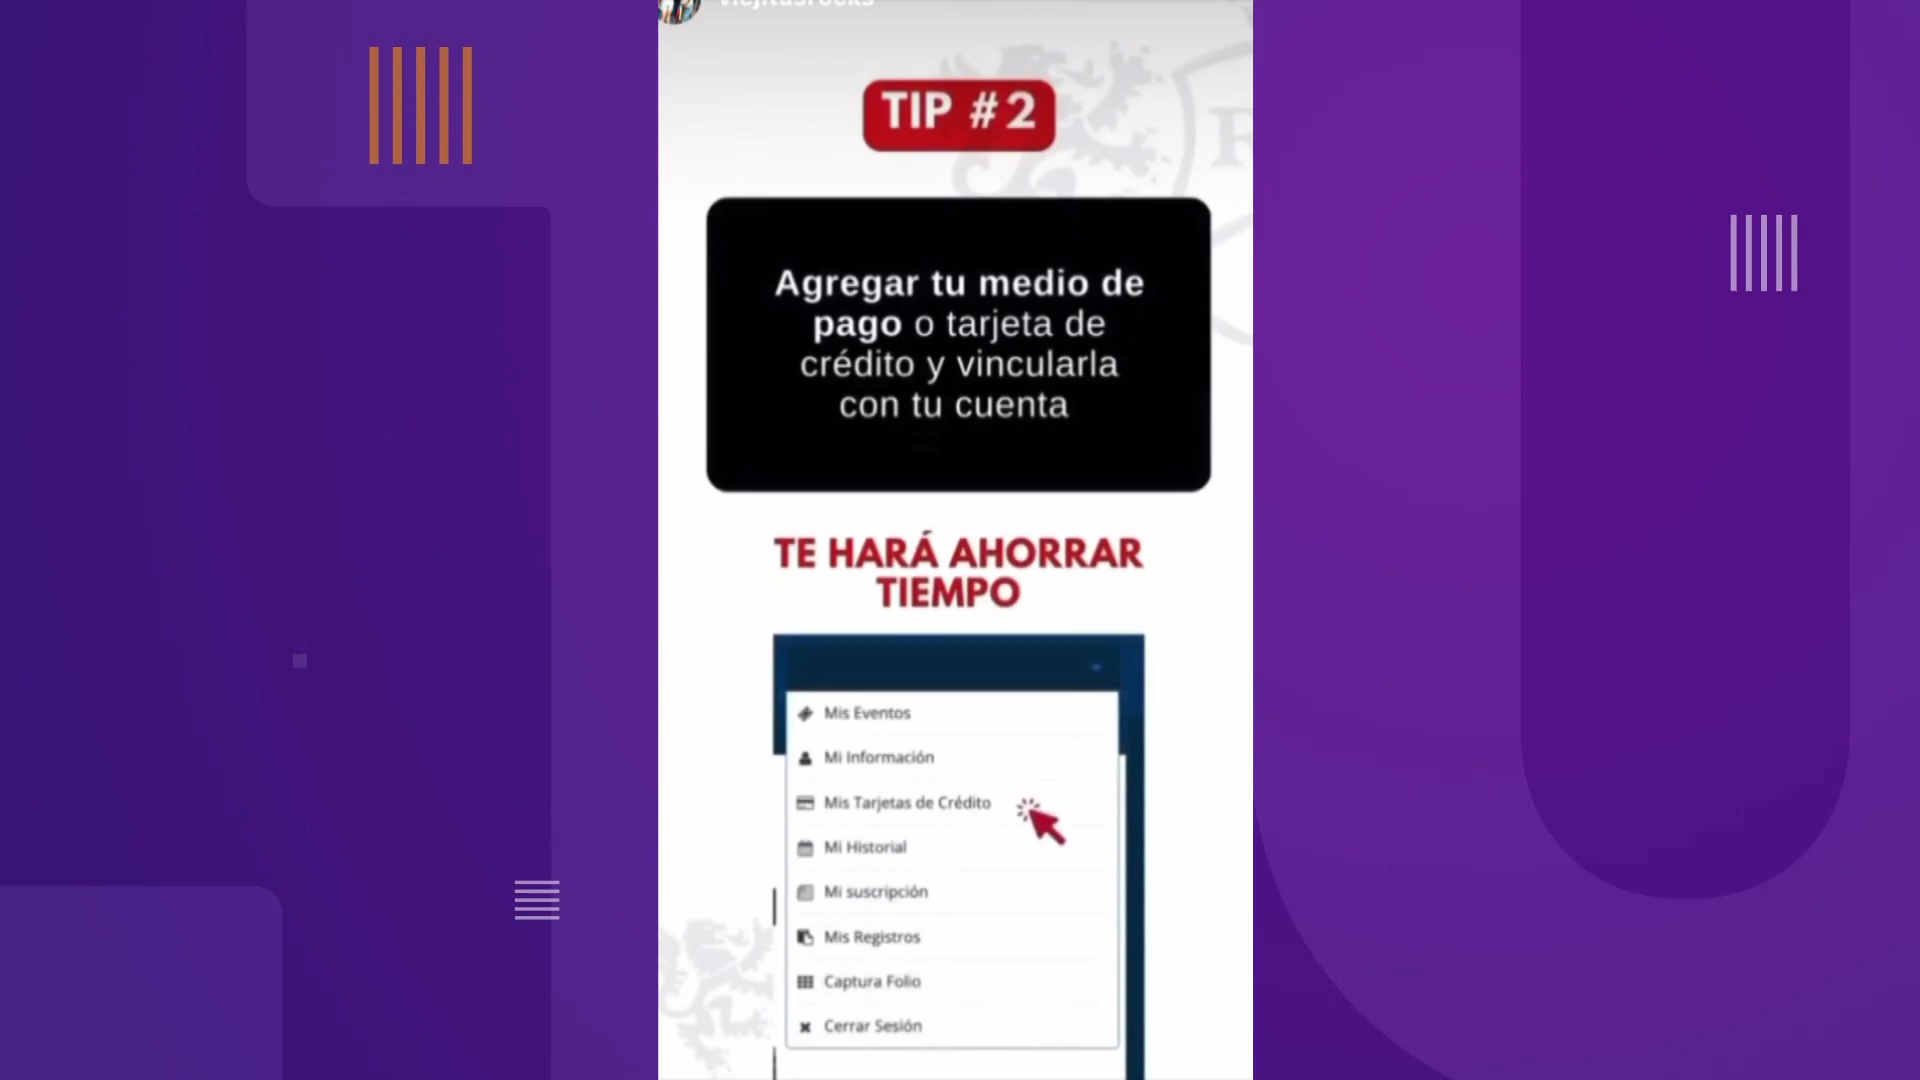 TIP #2
Agregar tu medio de
pago o tarjeta de
crédito y vincularla
con tu cuenta
TE HARÁ AHORRAR
TIEMPO
Mis Eventos
Mi Información
Mis Tarjetas de Crédito
Mi Historial
Mi suscripción
Mis Registros
Captura Folio
Cerrar Sesión